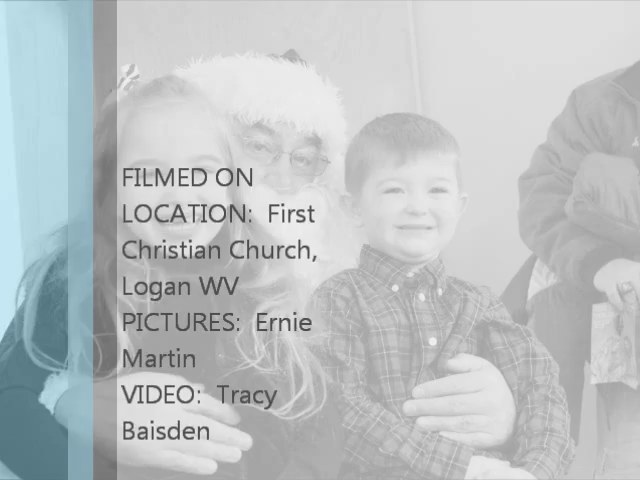 FILMED ON
LOCATION:  First
Christian Church,
Logan WV
PICTURES:  Ernie
Martin
VIDEO:  Tracy
Baisden